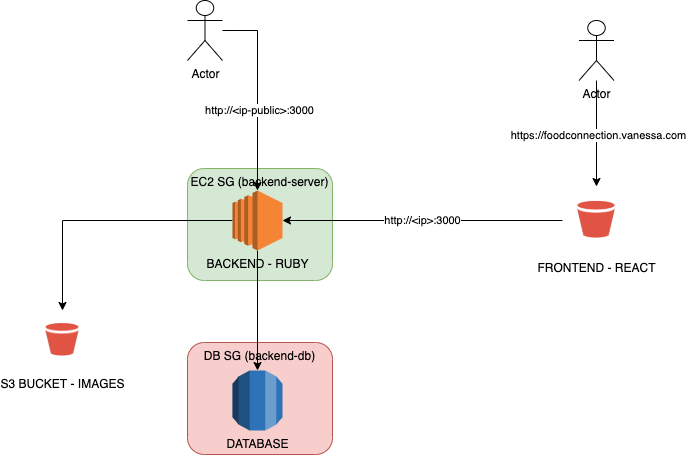 Actor
Actor
http://<ip-public>:3000
https://foodconnection.vanessa.com
EC2 SG (backend-server)
http://<ip>:3000
BACKEND - RUBY
FRONTEND - REACT
DB SG (backend-db)
S3 BUCKET - IMAGES
DATABASE